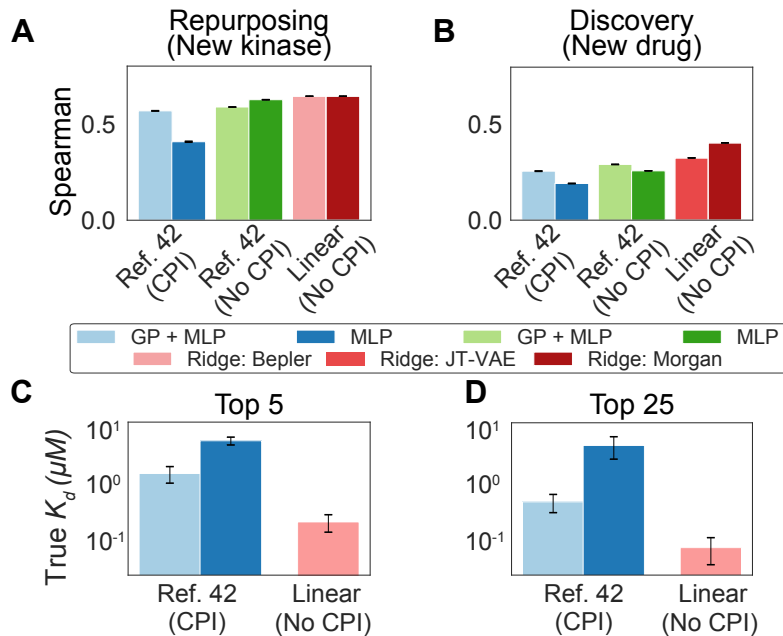 A
Repurposing
(New kinase)
B
Discovery
(New drug)
Spearman
0.5
0.0
0.5
0.0
Ref. 42
(CPI)
Ref. 42
(No CPI)
Linear
(No CPI)
Ref. 42
(CPI)
Ref. 42
(No CPI)
Linear
(No CPI)
GP + MLP
MLP
GP + MLP
MLP
Ridge: Bepler
Ridge: JT-VAE
Ridge: Morgan
C
Top 5
D
Top 25
True K_d (μM)
10¹
10⁰
10⁻¹
10¹
10⁰
10⁻¹
Ref. 42
(CPI)
Linear
(No CPI)
Ref. 42
(CPI)
Linear
(No CPI)